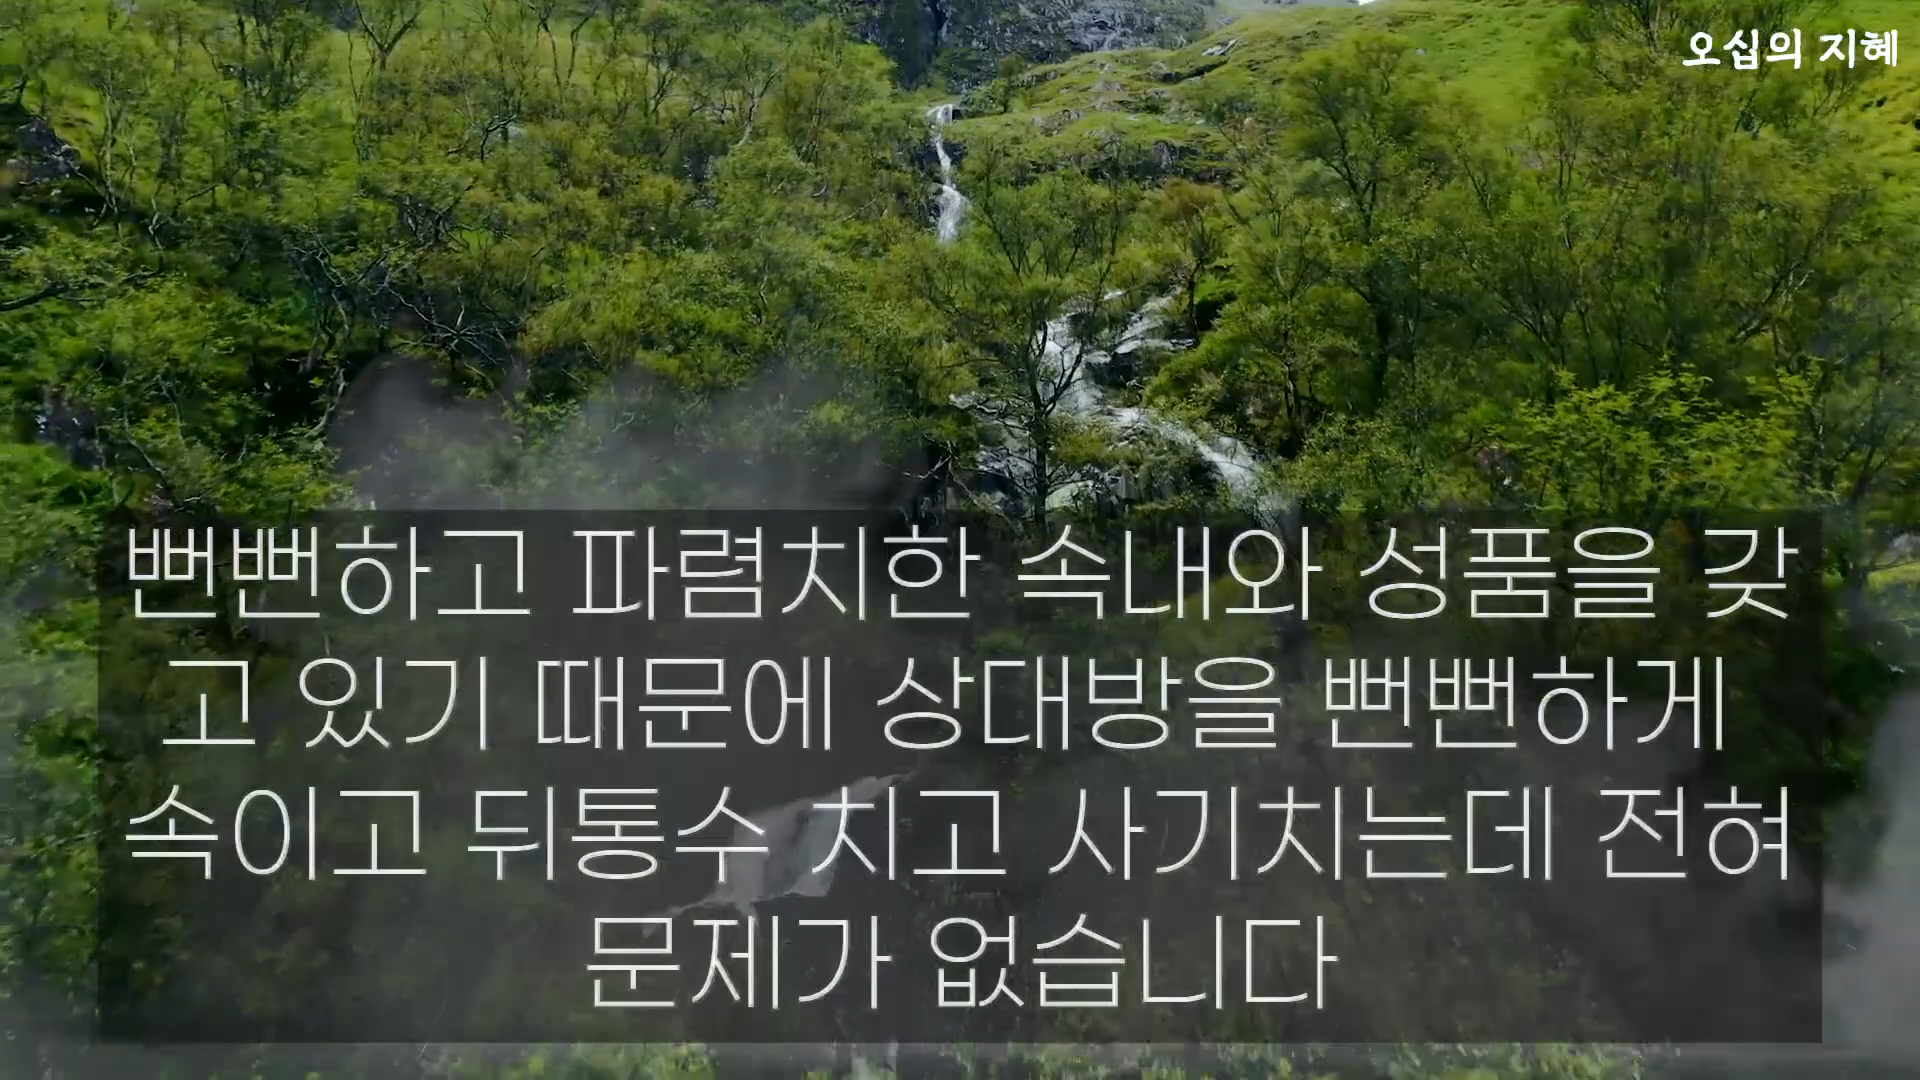 오십의 지혜
뻔뻔하고 파렴치한 속내와 성품을 갖
고 있기 때문에 상대방을 뻔뻔하게
속이고 뒤통수 치고 사기치는데 전혀
문제가 없습니다